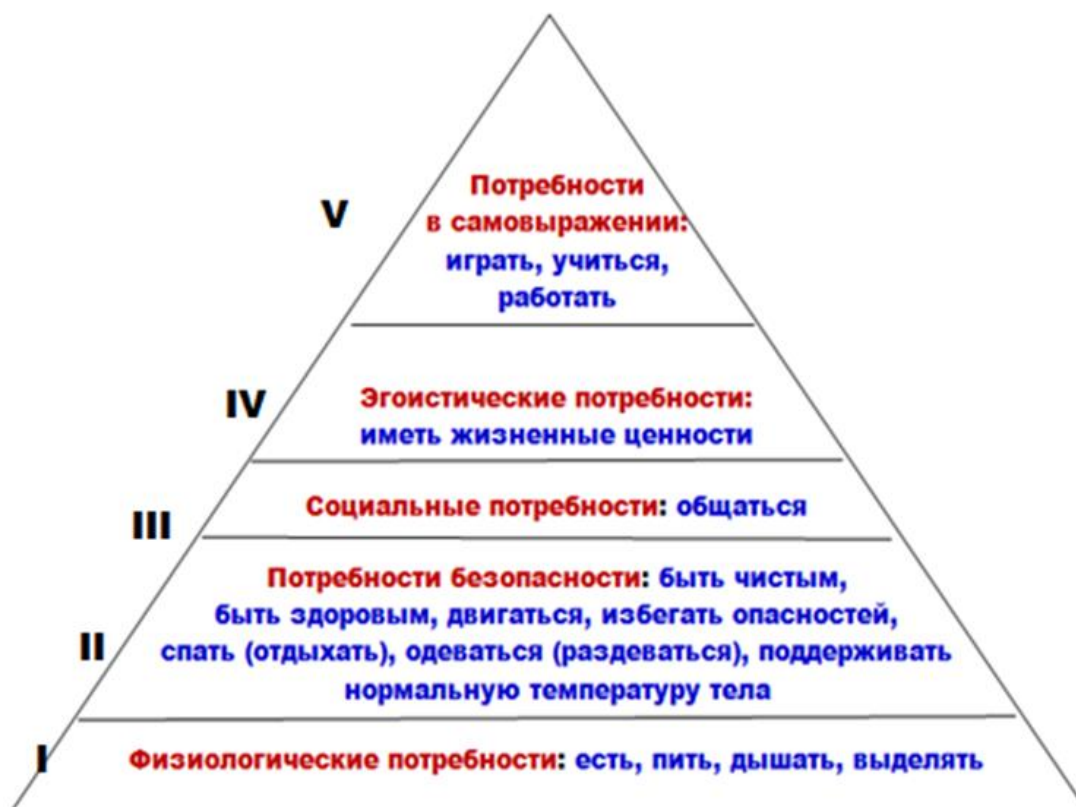 V
Потребности
в самовыражении:
играть, учиться,
работать
IV
Эгоистические потребности:
иметь жизненные ценности
III
Социальные потребности: общаться
II
Потребности безопасности: быть чистым,
быть здоровым, двигаться, избегать опасностей,
спать (отдыхать), одеваться (раздеваться), поддерживать
нормальную температуру тела
I
Физиологические потребности: есть, пить, дышать, выделять